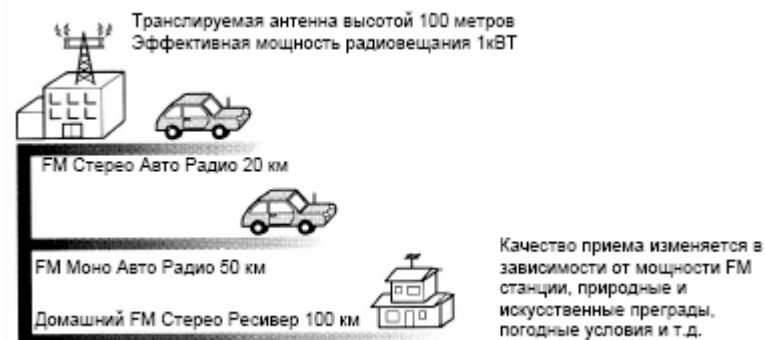 Транслируемая антенна высотой 100 метров
Эффективная мощность радиовещания 1кВТ
FM Стерео Авто Радио 20 км
FM Моно Авто Радио 50 км
Домашний FM Стерео Ресивер 100 км
Качество приема изменяется в
зависимости от мощности FM
станции, природные и
искусственные преграды,
погодные условия и т.д.